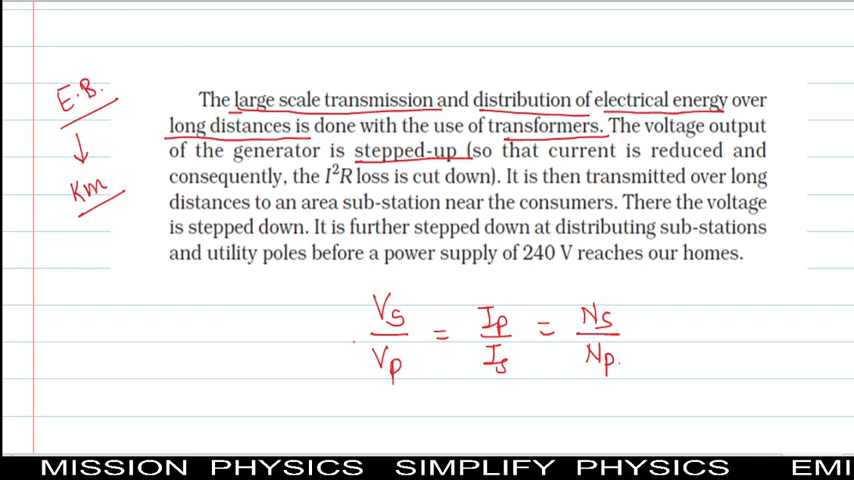 E.B.
↓
Km
The large scale transmission and distribution of electrical energy over
long distances is done with the use of transformers. The voltage output
of the generator is stepped-up (so that current is reduced and
consequently, the I²R loss is cut down). It is then transmitted over long
distances to an area sub-station near the consumers. There the voltage
is stepped down. It is further stepped down at distributing sub-stations
and utility poles before a power supply of 240 V reaches our homes.
Vs/Vp = Ip/Is = Ns/Np
MISSION PHYSICS SIMPLIFY PHYSICS EMI